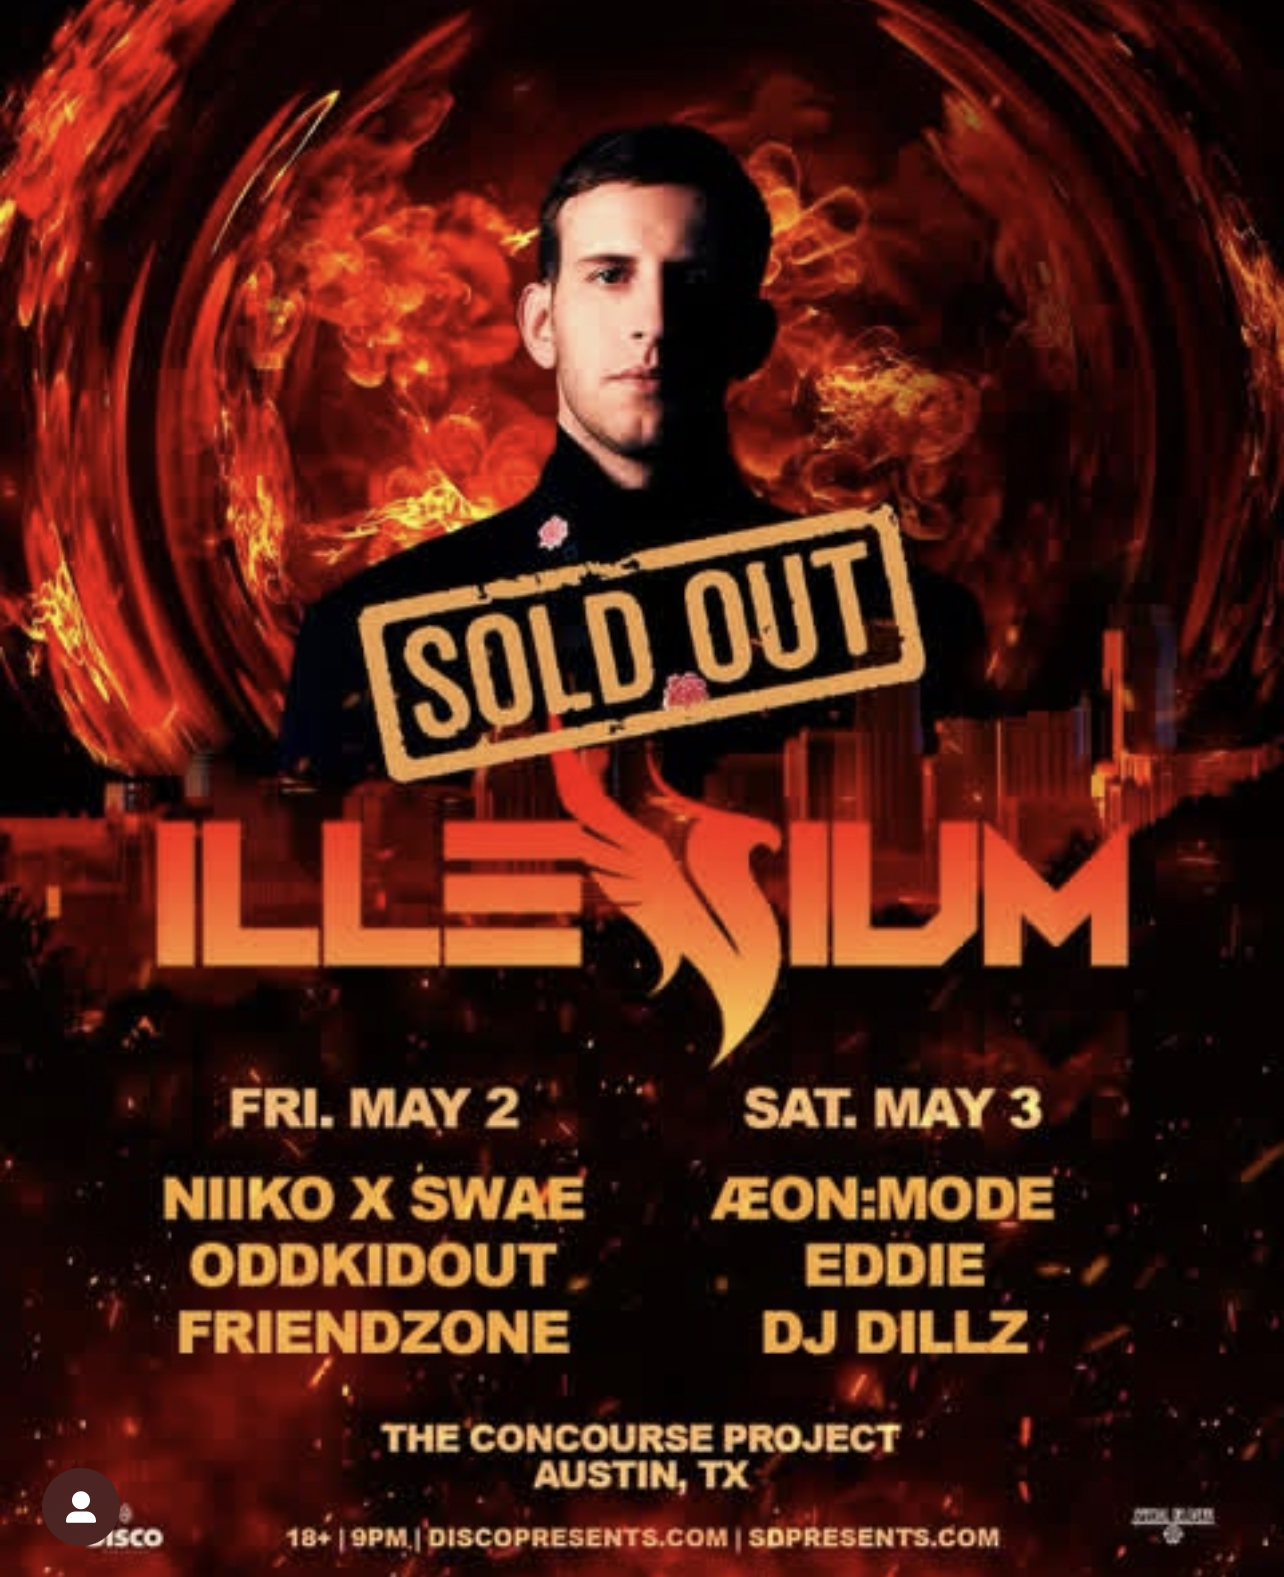 SOLD OUT
ILLENIUM
FRI. MAY 2
NIIKO X SWAE
ODDKIDOUT
FRIENDZONE
SAT. MAY 3
ÆON:MODE
EDDIE
DJ DILLZ
THE CONCOURSE PROJECT
AUSTIN, TX
DISCO
18+ | 9PM | DISCOPRESENTS.COM | SDPRESENTS.COM